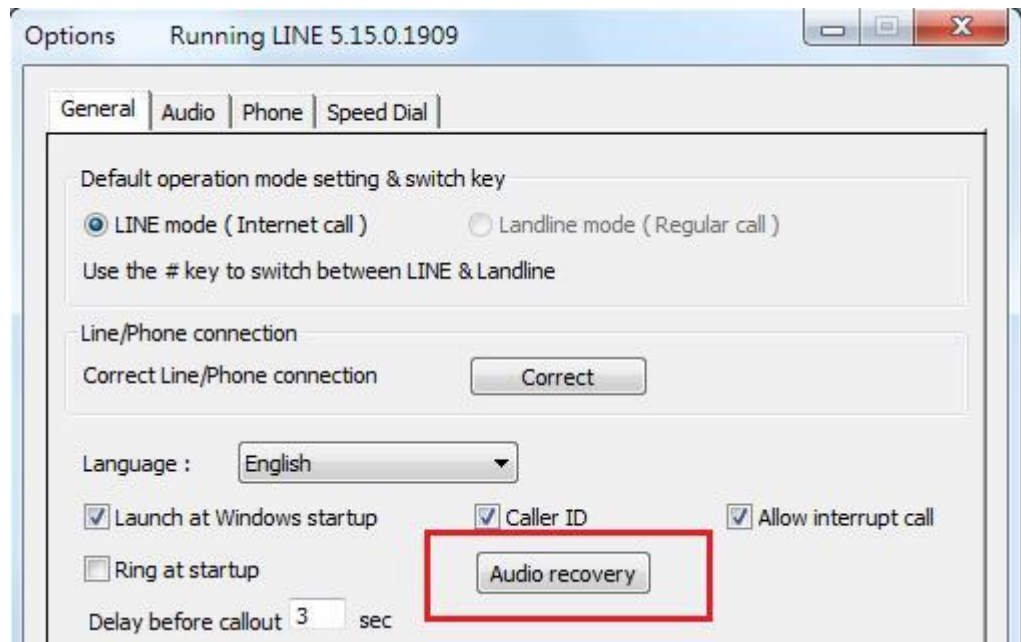 Options Running LINE 5.15.0.1909
General Audio Phone Speed Dial
Default operation mode setting & switch key
LINE mode ( Internet call ) Landline mode ( Regular call )
Use the # key to switch between LINE & Landline
Line/Phone connection
Correct Line/Phone connection Correct
Language : English
Launch at Windows startup Caller ID Allow interrupt call
Ring at startup Audio recovery
Delay before callout 3 sec